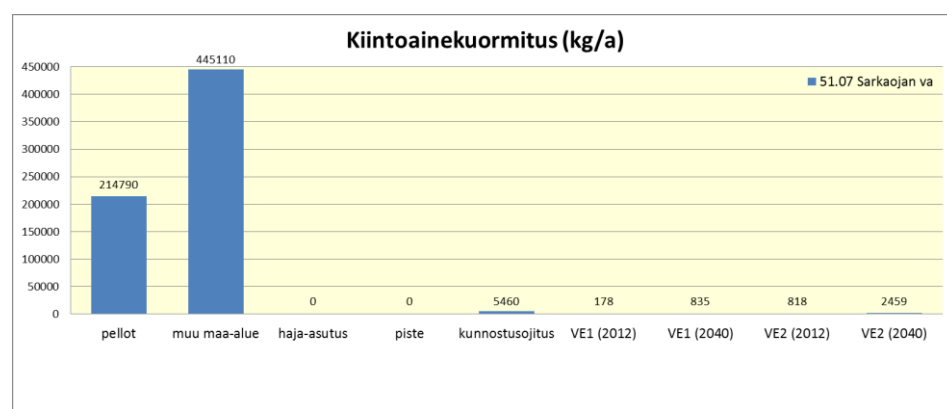 Kiintoainekuormitus (kg/a)
51.07 Sarkaojan va
450000
400000
350000
300000
250000
200000
150000
100000
50000
0
214790
445110
0
0
5460
178
835
818
2459
pellot
muu maa-alue
haja-asutus
piste
kunnostusojitus
VE1 (2012)
VE1 (2040)
VE2 (2012)
VE2 (2040)